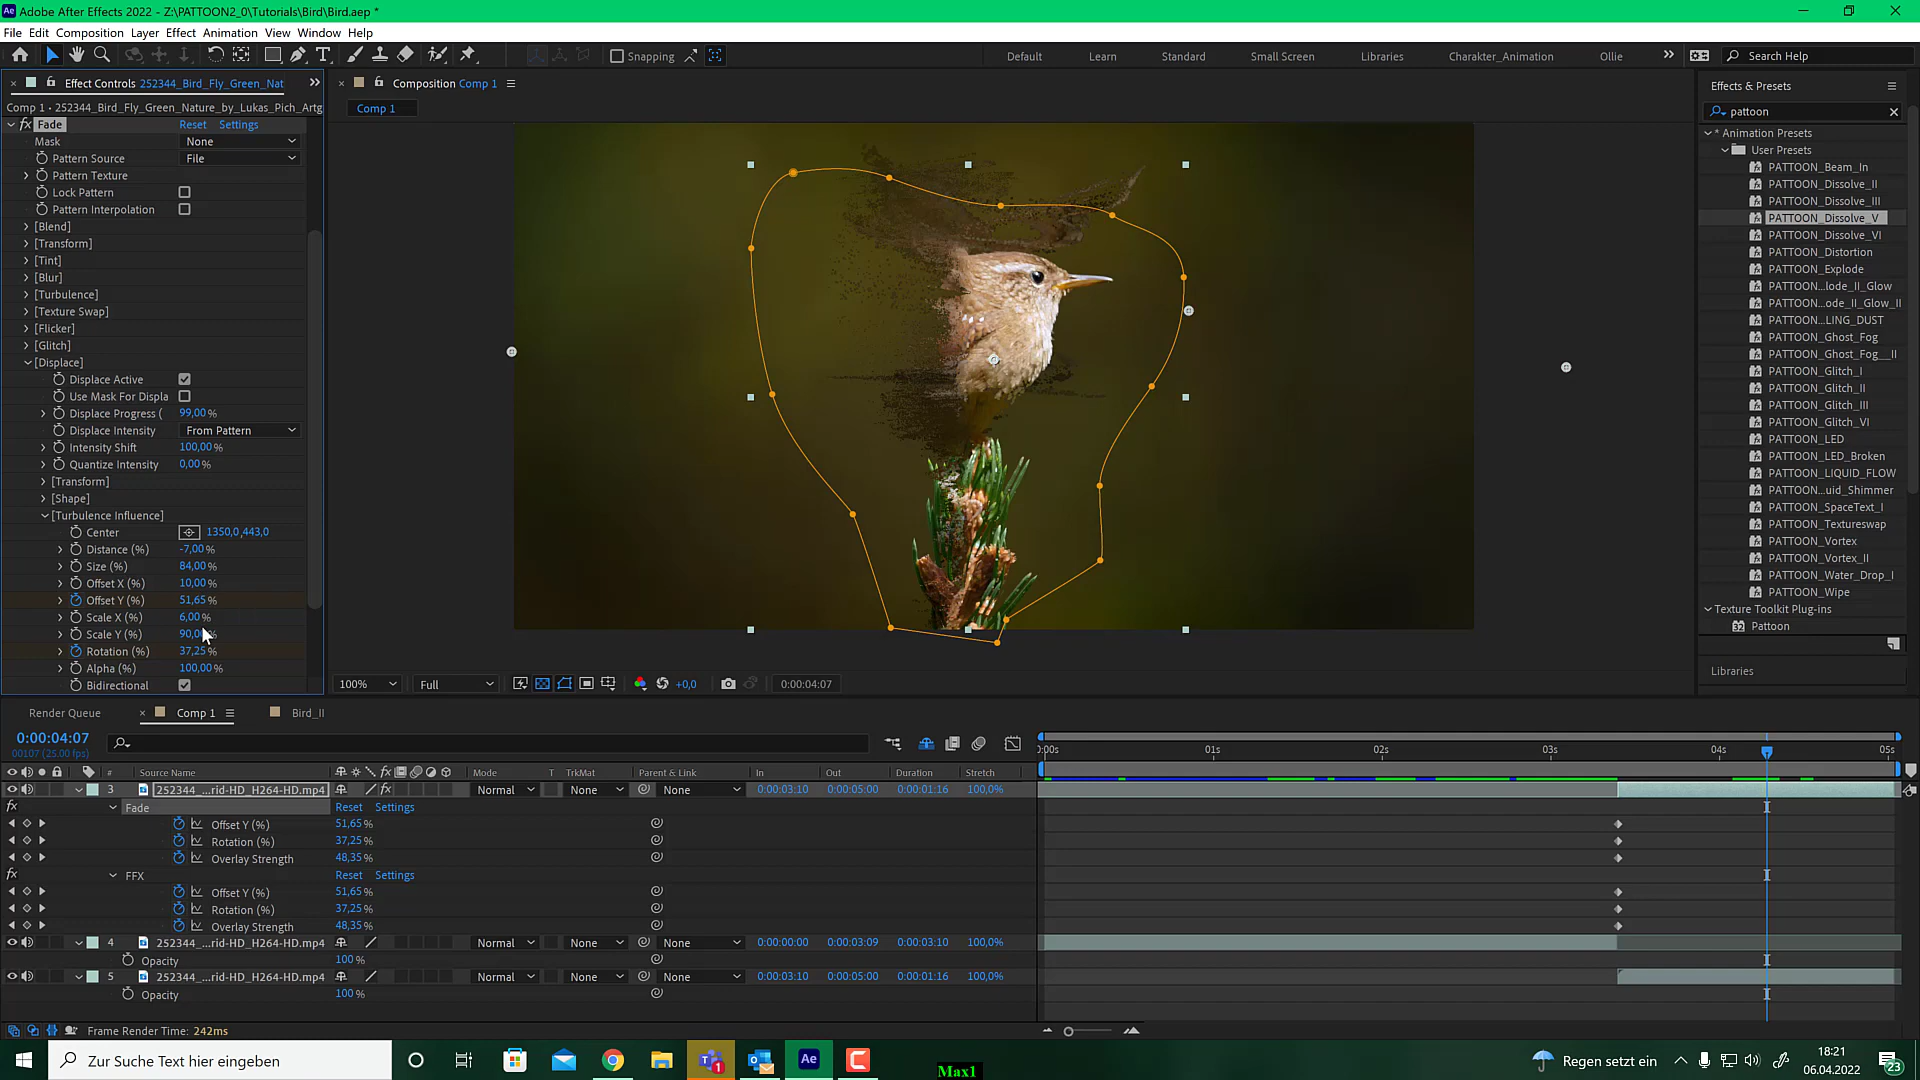 Adobe After Effects 2022 - Z:\PATTOON2_0\Tutorials\Bird\Bird.aep *
File Edit Composition Layer Effect Animation View Window Help
Snapping
Default Learn Standard Small Screen Libraries Charakter_Animation Ollie
Search Help
Effect Controls 252344_Bird_Fly_Green_Nat
Comp 1 • 252344_Bird_Fly_Green_Nature_by_Lukas_Pich_Artg
Fade Reset Settings
Mask None
Pattern Source File
Pattern Texture
Lock Pattern
Pattern Interpolation
[Blend]
[Transform]
[Tint]
[Blur]
[Turbulence]
[Texture Swap]
[Flicker]
[Glitch]
[Displace]
Displace Active
Use Mask For Displa
Displace Progress ( 99,00 %
Displace Intensity From Pattern
Intensity Shift 100,00 %
Quantize Intensity 0,00 %
[Transform]
[Shape]
[Turbulence Influence]
Center 1350,0,443,0
Distance (%) -7,00 %
Size (%) 84,00 %
Offset X (%) 10,00 %
Offset Y (%) 51,65 %
Scale X (%) 6,00 %
Scale Y (%)
Rotation (%) 37,25 %
Alpha (%) 100,00 %
Bidirectional
Composition Comp 1
Comp 1
100% Full +0,0 0:00:04:07
Effects & Presets
pattoon
* Animation Presets
User Presets
PATTOON_Beam_In
PATTOON_Dissolve_II
PATTOON_Dissolve_III
PATTOON_Dissolve_V
PATTOON_Dissolve_VI
PATTOON_Distortion
PATTOON_Explode
PATTOON...lode_II_Glow
PATTOON...ode_II_Glow_II
PATTOON...LING_DUST
PATTOON_Ghost_Fog
PATTOON_Ghost_Fog__II
PATTOON_Glitch_I
PATTOON_Glitch_II
PATTOON_Glitch_III
PATTOON_Glitch_VI
PATTOON_LED
PATTOON_LED_Broken
PATTOON_LIQUID_FLOW
PATTOON...uid_Shimmer
PATTOON_SpaceText_I
PATTOON_Textureswap
PATTOON_Vortex
PATTOON_Vortex_II
PATTOON_Water_Drop_I
PATTOON_Wipe
Texture Toolkit Plug-ins
32 Pattoon
Libraries
Render Queue Comp 1 Bird_II
0:00:04:07
00107 (25.00 fps)
:00s 01s 02s 03s 04s 05s
# Source Name Mode T TrkMat Parent & Link In Out Duration Stretch
3 252344_...rid-HD_H264-HD.mp4 Normal None None 0:00:03:10 0:00:05:00 0:00:01:16 100,0%
Fade Reset Settings
Offset Y (%) 51,65 %
Rotation (%) 37,25 %
Overlay Strength 48,35 %
FFX Reset Settings
Offset Y (%) 51,65 %
Rotation (%) 37,25 %
Overlay Strength 48,35 %
4 252344_...rid-HD_H264-HD.mp4 Normal None None 0:00:00:00 0:00:03:09 0:00:03:10 100,0%
Opacity 100 %
5 252344_...rid-HD_H264-HD.mp4 Normal None None 0:00:03:10 0:00:05:00 0:00:01:16 100,0%
Opacity 100 %
Frame Render Time: 242ms
Zur Suche Text hier eingeben
Max1
Regen setzt ein
18:21
06.04.2022
23